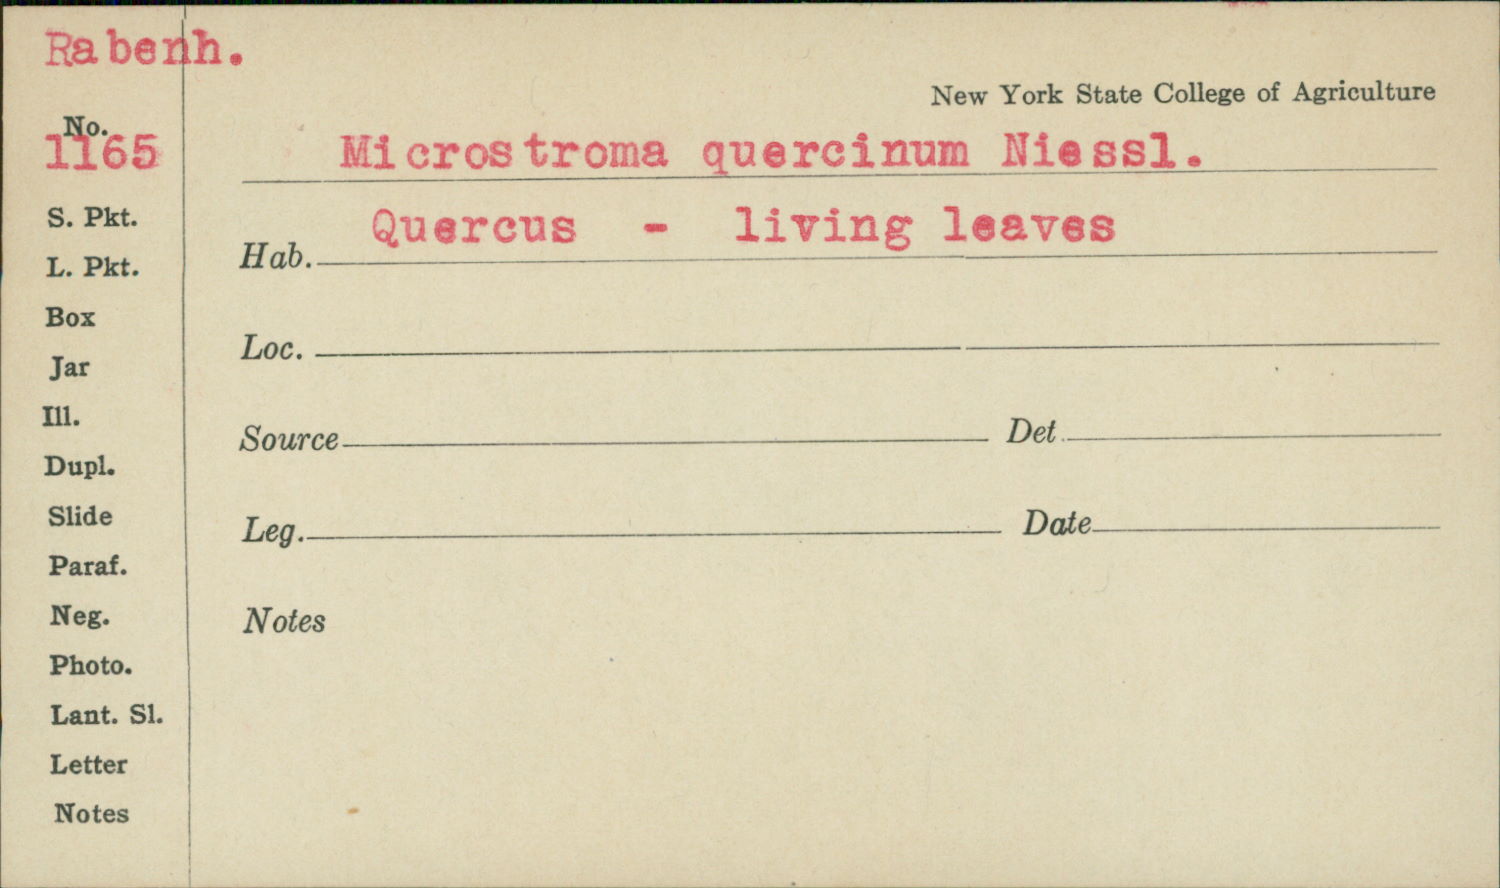 Rabenh.
New York State College of Agriculture
No.
1165
Microstroma quercinum Niessl.
S. Pkt.
Quercus - living leaves
Hab.
L. Pkt.
Box
Loc.
Jar
Ill.
Source Det
Dupl.
Slide
Leg. Date
Paraf.
Neg.
Notes
Photo.
Lant. Sl.
Letter
Notes